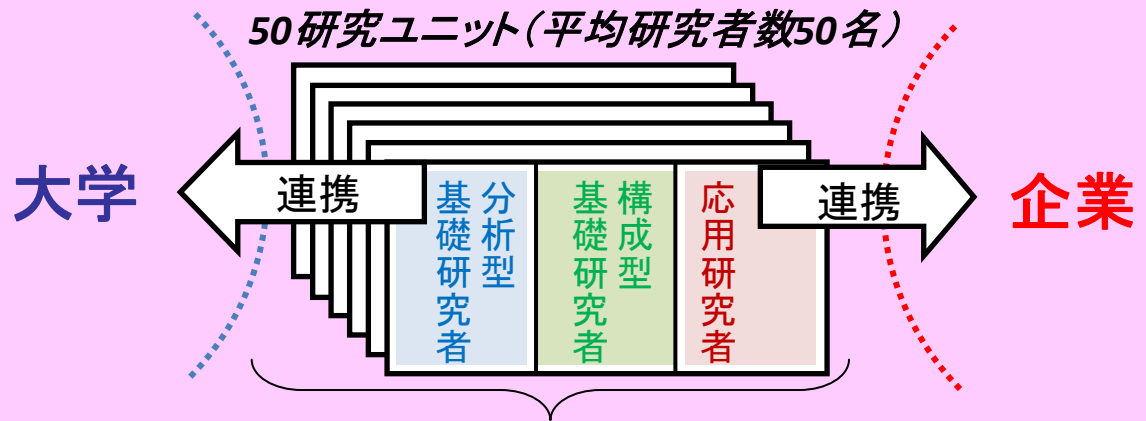 50研究ユニット（平均研究者数50名）
大学
連携
分析型
基礎研究者
構成型
基礎研究者
応用研究者
連携
企業